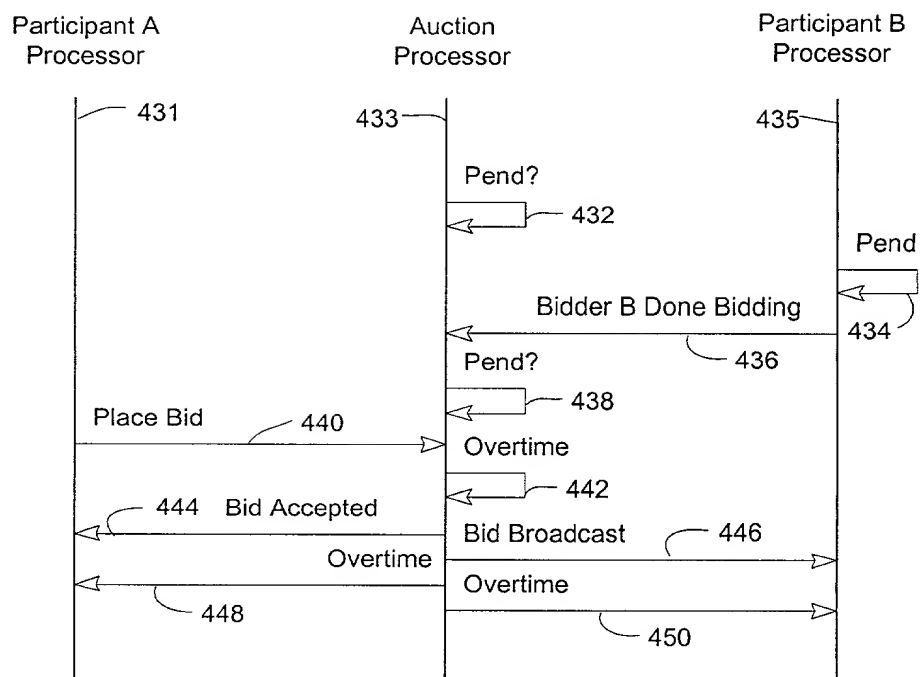 Participant A
Processor
Auction
Processor
Participant B
Processor
431
433
435
Pend?
432
Pend
434
Bidder B Done Bidding
436
Pend?
438
Place Bid
440
Overtime
442
444
Bid Accepted
Bid Broadcast
446
Overtime
448
Overtime
450